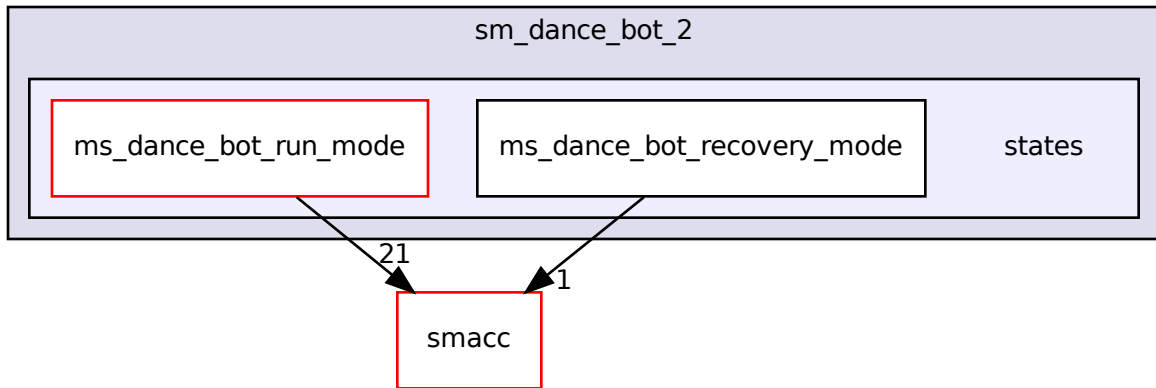 sm_dance_bot_2
ms_dance_bot_run_mode
ms_dance_bot_recovery_mode
states
21
1
smacc